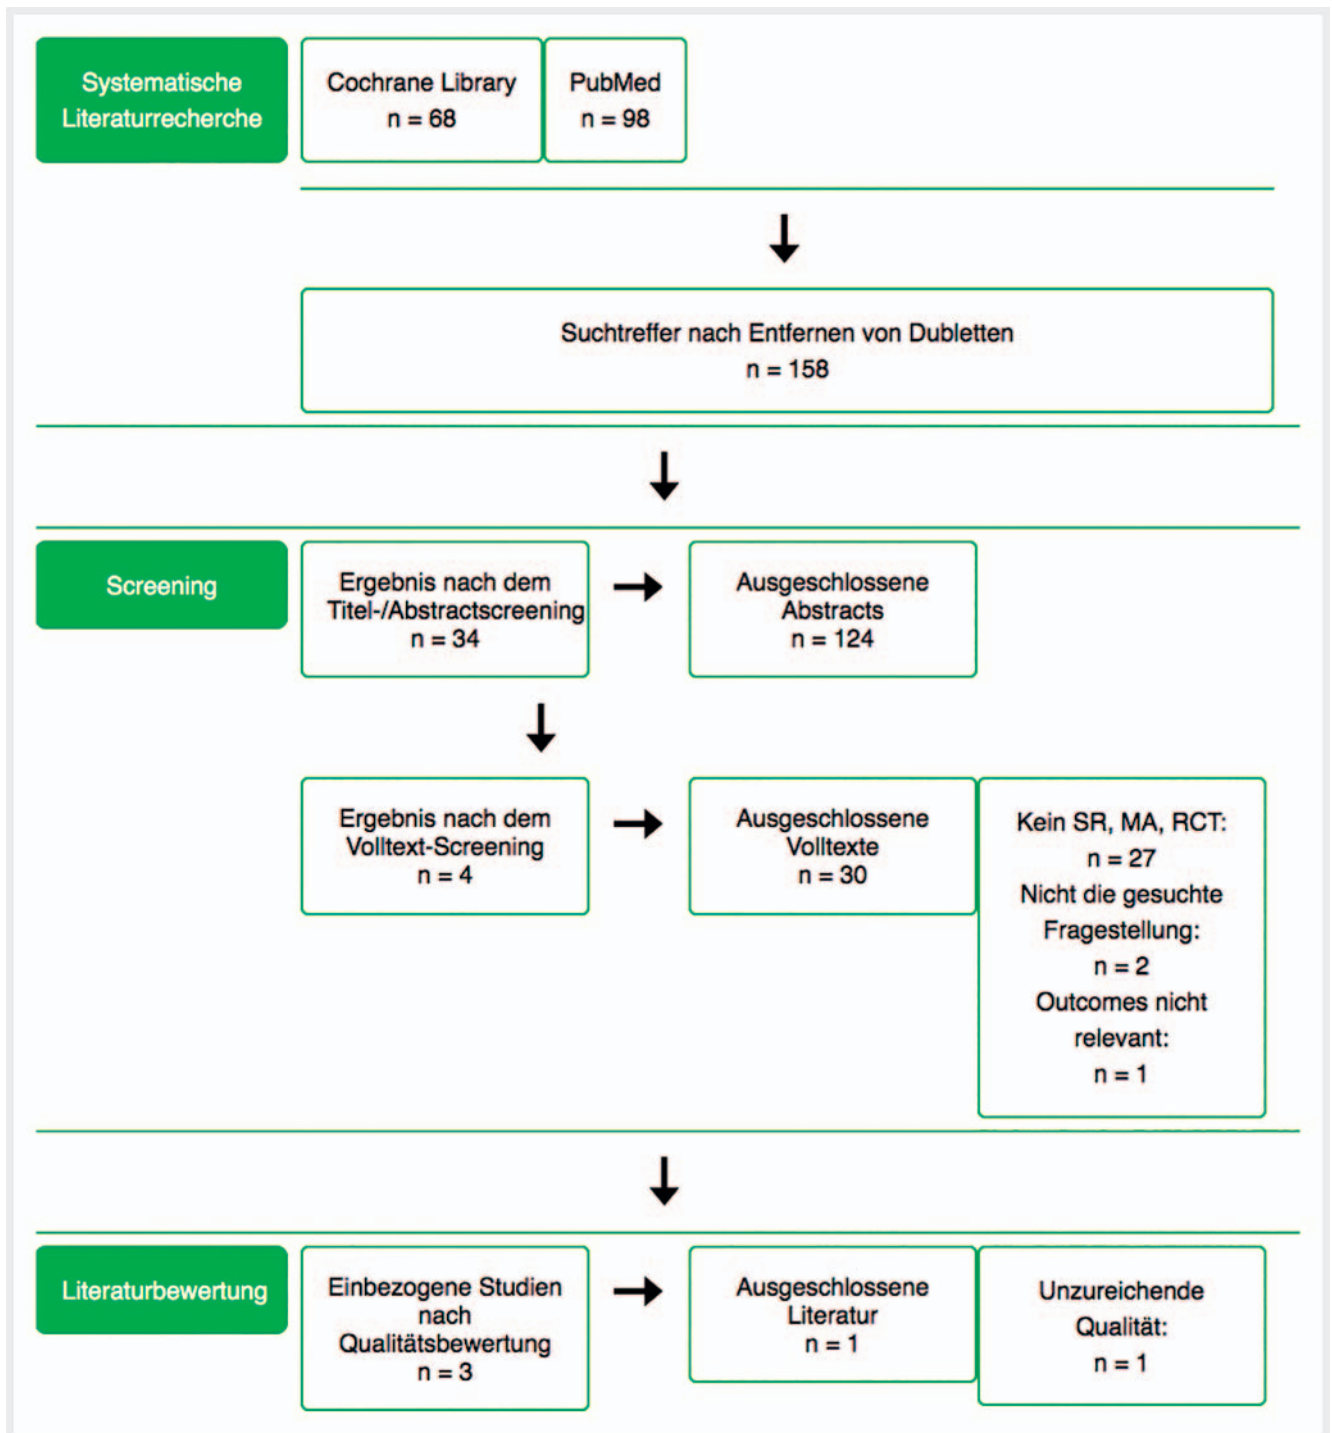 Systematische
Literaturrecherche
Cochrane Library
n = 68
PubMed
n = 98
Suchtreffer nach Entfernen von Dubletten
n = 158
Screening
Ergebnis nach dem
Titel-/Abstractscreening
n = 34
Ausgeschlossene
Abstracts
n = 124
Ergebnis nach dem
Volltext-Screening
n = 4
Ausgeschlossene
Volltexte
n = 30
Kein SR, MA, RCT:
n = 27
Nicht die gesuchte
Fragestellung:
n = 2
Outcomes nicht
relevant:
n = 1
Literaturbewertung
Einbezogene Studien
nach
Qualitätsbewertung
n = 3
Ausgeschlossene
Literatur
n = 1
Unzureichende
Qualität:
n = 1